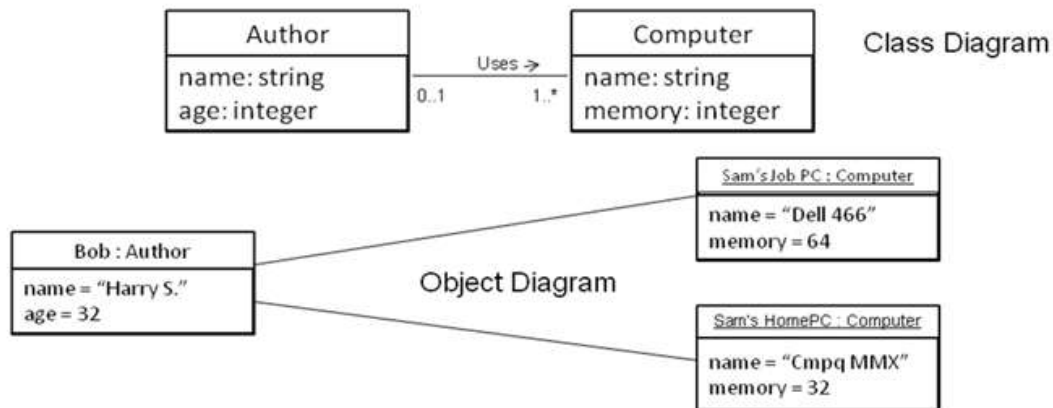 Author
name: string
age: integer
Uses →
0..1
1..*
Computer
name: string
memory: integer
Class Diagram
Bob : Author
name = “Harry S.”
age = 32
Object Diagram
Sam'sJob PC : Computer
name = “Dell 466”
memory = 64
Sam's HomePC : Computer
name = “Cmpq MMX”
memory = 32